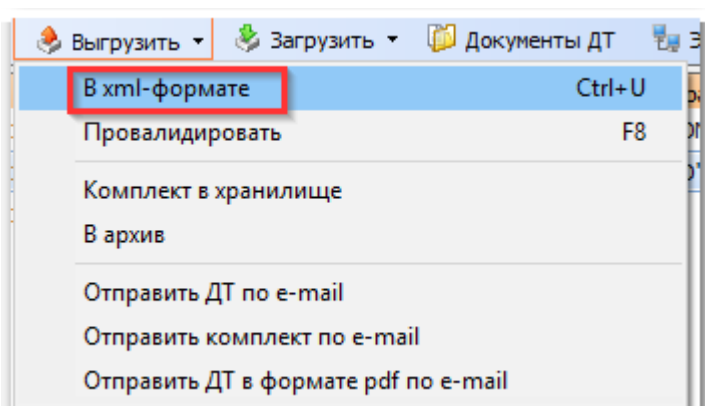 Выгрузить Загрузить Документы ДТ
В xml-формате Ctrl+U
Провалидировать F8
Комплект в хранилище
В архив
Отправить ДТ по e-mail
Отправить комплект по e-mail
Отправить ДТ в формате pdf по e-mail